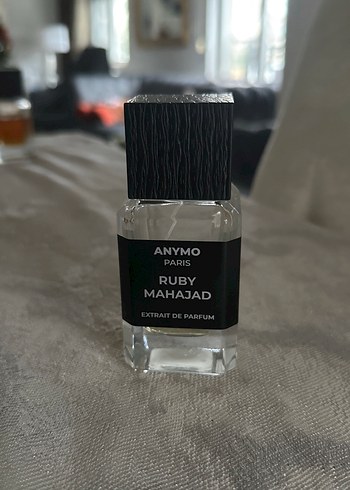 ANYMO
PARIS
RUBY
MAHAJAD
EXTRAIT DE PARFUM